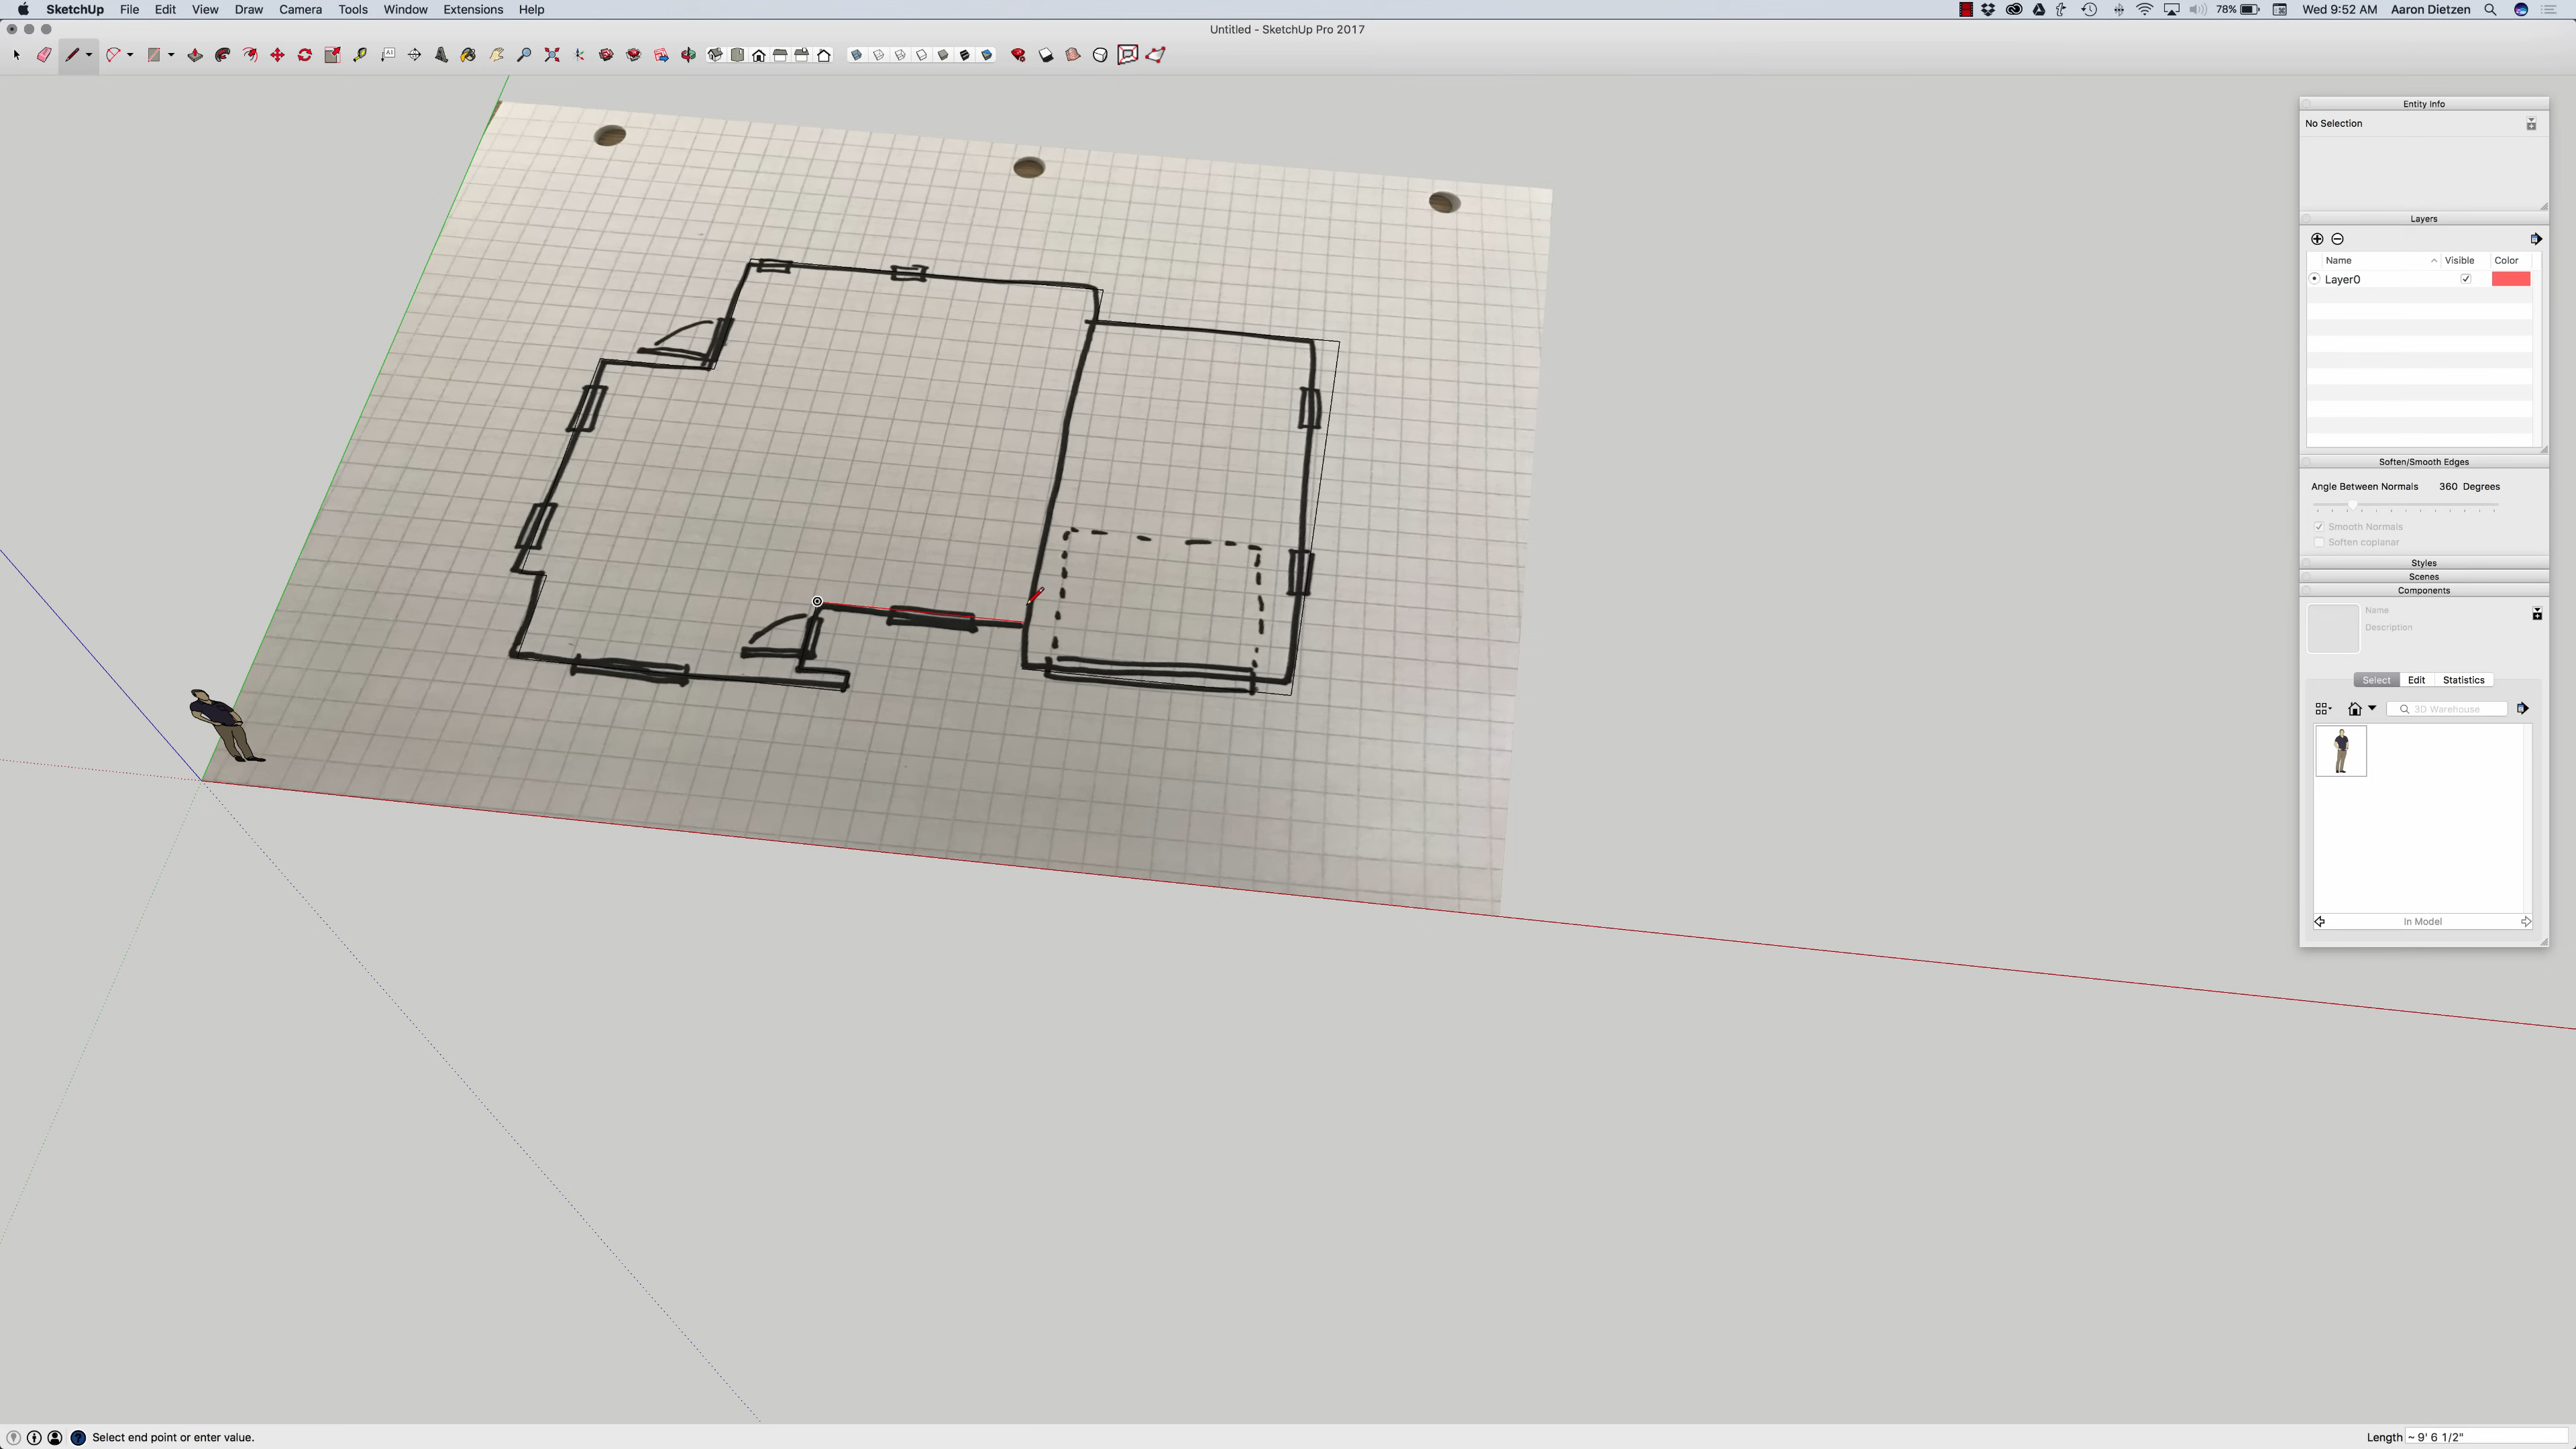 SketchUp File Edit View Draw Camera Tools Window Extensions Help
78% Wed 9:52 AM Aaron Dietzen
Untitled - SketchUp Pro 2017
A1
Entity Info
No Selection
Layers
Name Visible Color
Layer0
Soften/Smooth Edges
Angle Between Normals 360 Degrees
Smooth Normals
Soften coplanar
Styles
Scenes
Components
Name
Description
Select Edit Statistics
3D Warehouse
In Model
Select end point or enter value.
Length ~ 9' 6 1/2"